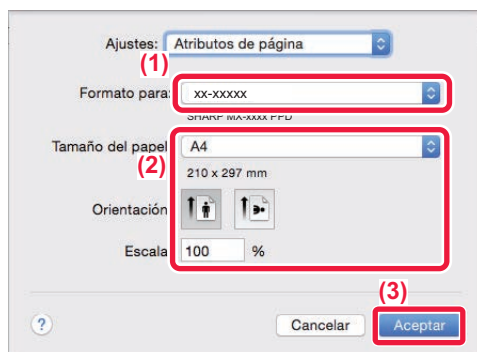 Ajustes: Atributos de página
(1)
Formato para: xx-xxxxx
SHARP MX-xxxx PPD
Tamaño del papel A4
(2)
210 x 297 mm
Orientación
Escala 100 %
(3)
? Cancelar Aceptar